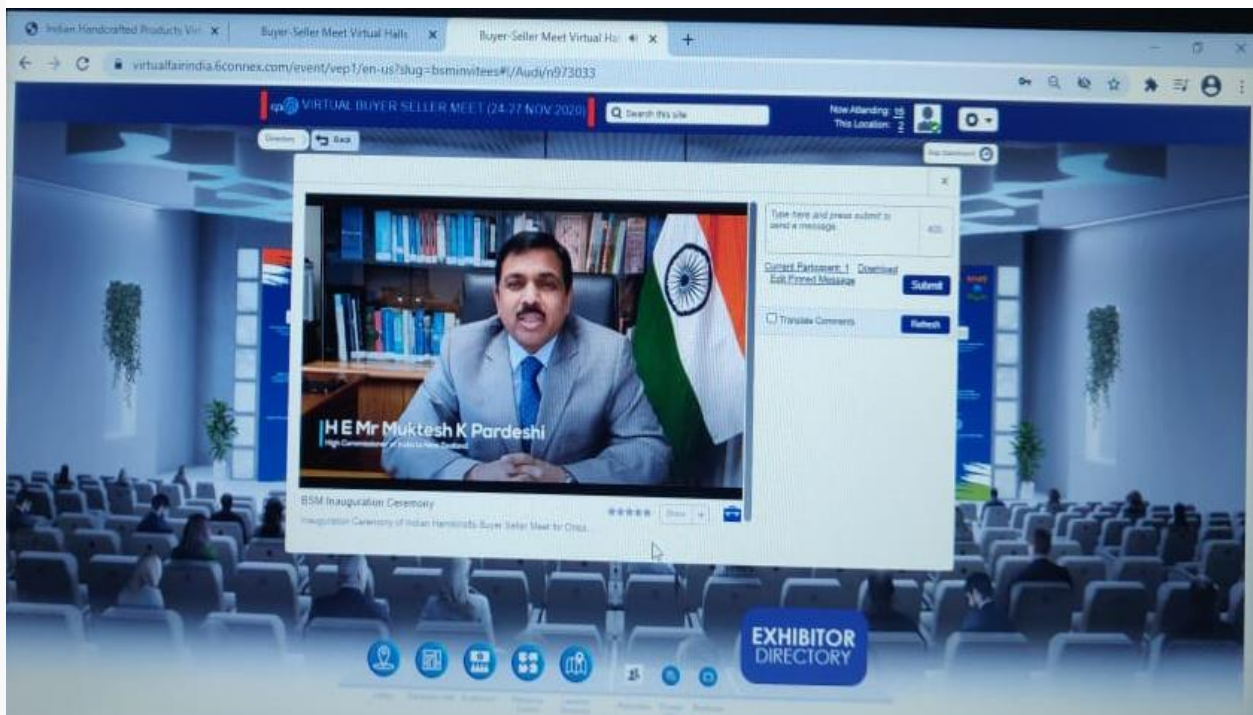 Indian Handcrafted Products Vir
Buyer-Seller Meet Virtual Halls
Buyer-Seller Meet Virtual Ha
virtualfairindia.6connex.com/event/vep1/en-us?slug=bsminvitees#!/Audi/n973033
VIRTUAL BUYER SELLER MEET (24-27 NOV 2020)
Search this site
Now Attending: 15
This Location: 2
Back
Type here and press submit to
send a message.
400
Current Participant: 1 Download
Edit Pinned Message
Submit
Translate Comments
Refresh
H E Mr Muktesh K Pardeshi
High Commissioner of India to New Zealand
BSM Inauguration Ceremony
Inauguration Ceremony of Indian Handicrafts Buyer Seller Meet for
EXHIBITOR
DIRECTORY